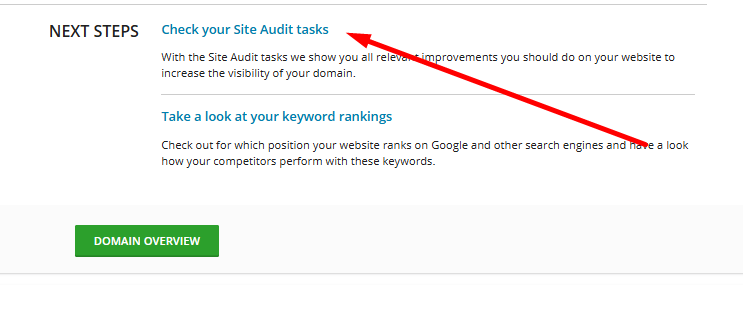 NEXT STEPS
Check your Site Audit tasks
With the Site Audit tasks we show you all relevant improvements you should do on your website to
increase the visibility of your domain.
Take a look at your keyword rankings
Check out for which position your website ranks on Google and other search engines and have a look
how your competitors perform with these keywords.
DOMAIN OVERVIEW